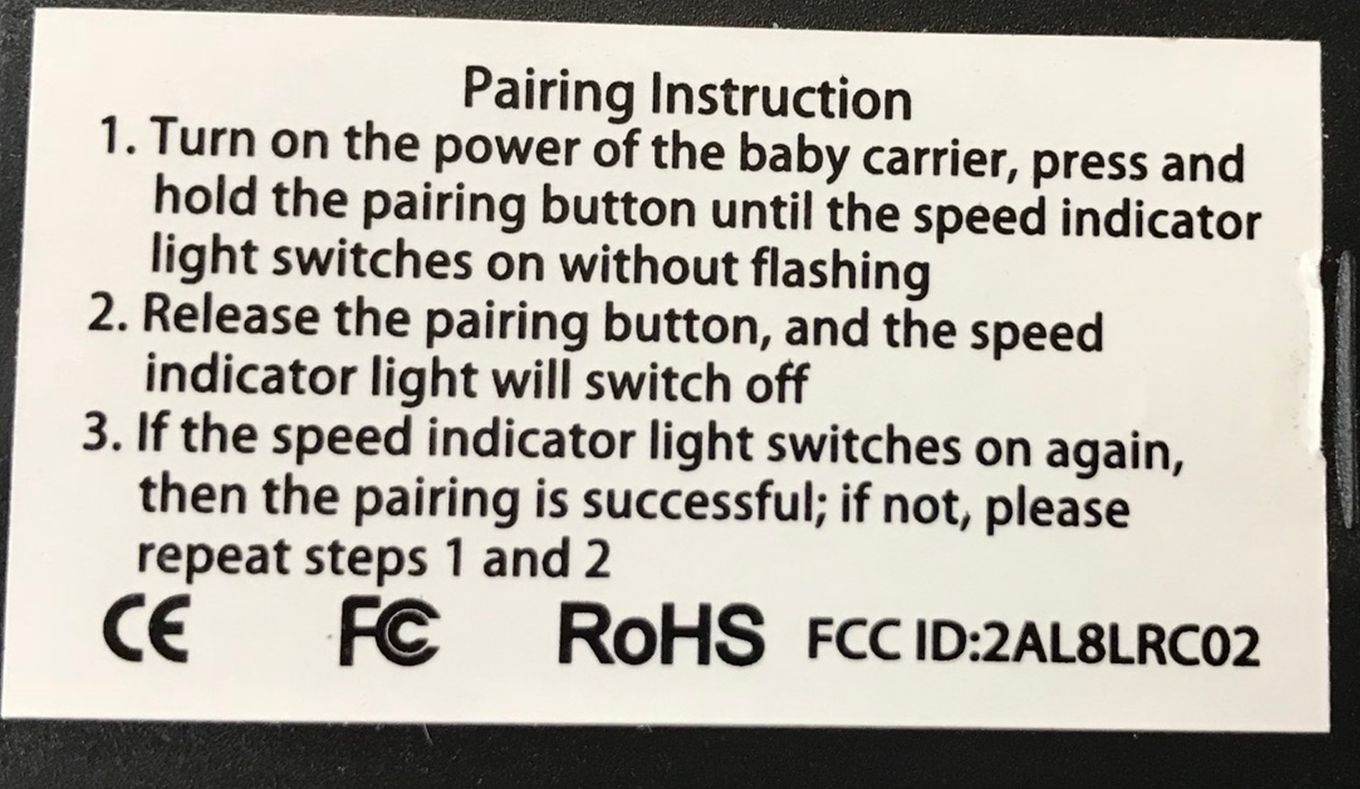 Pairing Instruction
1. Turn on the power of the baby carrier, press and
hold the pairing button until the speed indicator
light switches on without flashing
2. Release the pairing button, and the speed
indicator light will switch off
3. If the speed indicator light switches on again,
then the pairing is successful; if not, please
repeat steps 1 and 2
CE FC RoHS FCC ID:2AL8LRC02